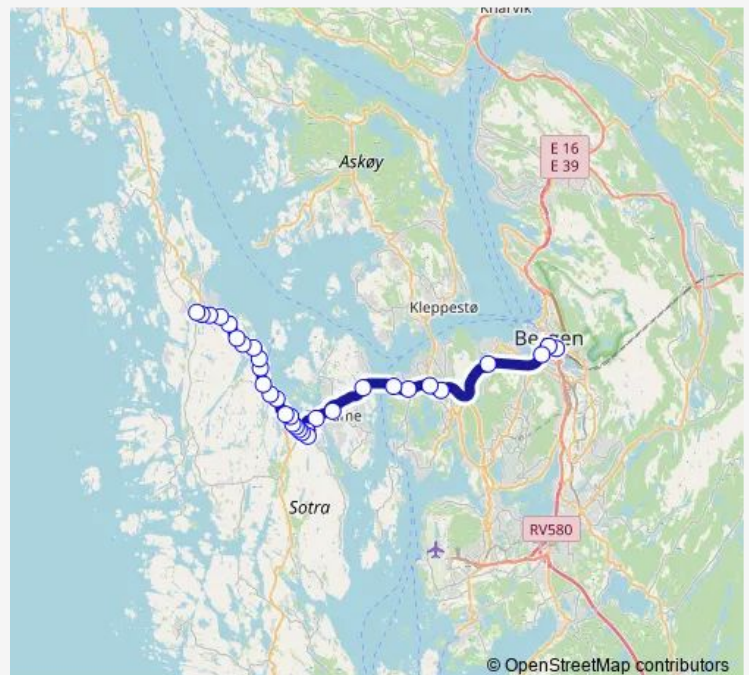 Knarvik
E 16
E 39
Askøy
Kleppestø
Bergen
Sotra
RV580
© OpenStreetMap contributors